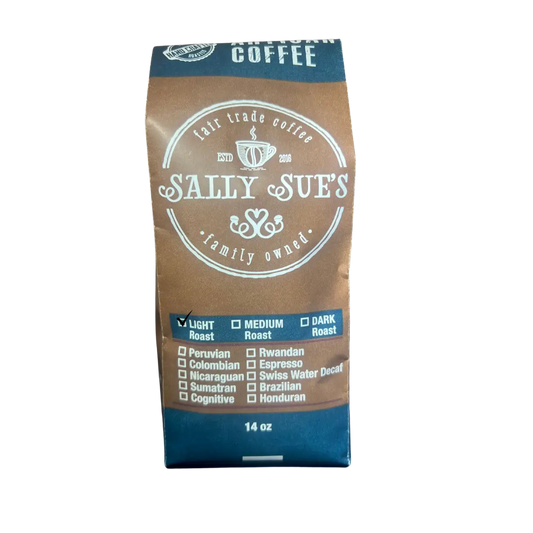 COFFEE
fair trade coffee
ESTD 2016
SALLY SUE'S
• family owned •
LIGHT Roast
MEDIUM Roast
DARK Roast
Peruvian
Colombian
Nicaraguan
Sumatran
Cognitive
Rwandan
Espresso
Swiss Water Decaf
Brazilian
Honduran
14 oz